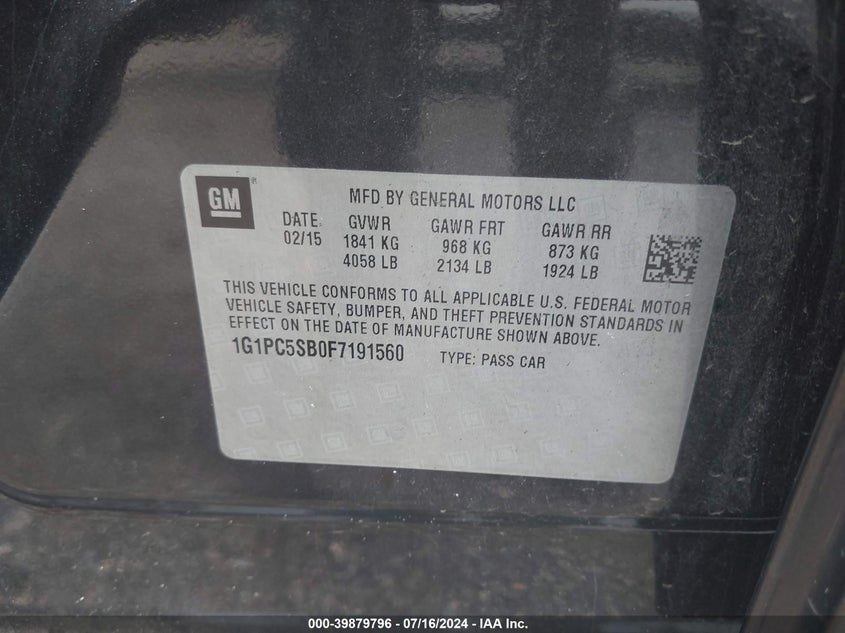 GM
MFD BY GENERAL MOTORS LLC
DATE GVWR GAWR FRT GAWR RR
02/15 1841 KG 968 KG 873 KG
4058 LB 2134 LB 1924 LB
THIS VEHICLE CONFORMS TO ALL APPLICABLE U.S. FEDERAL MOTOR
VEHICLE SAFETY, BUMPER, AND THEFT PREVENTION STANDARDS IN
EFFECT ON THE DATE OF MANUFACTURE SHOWN ABOVE.
1G1PC5SB0F7191560 TYPE: PASS CAR
000-39879796 - 07/16/2024 - IAA Inc.